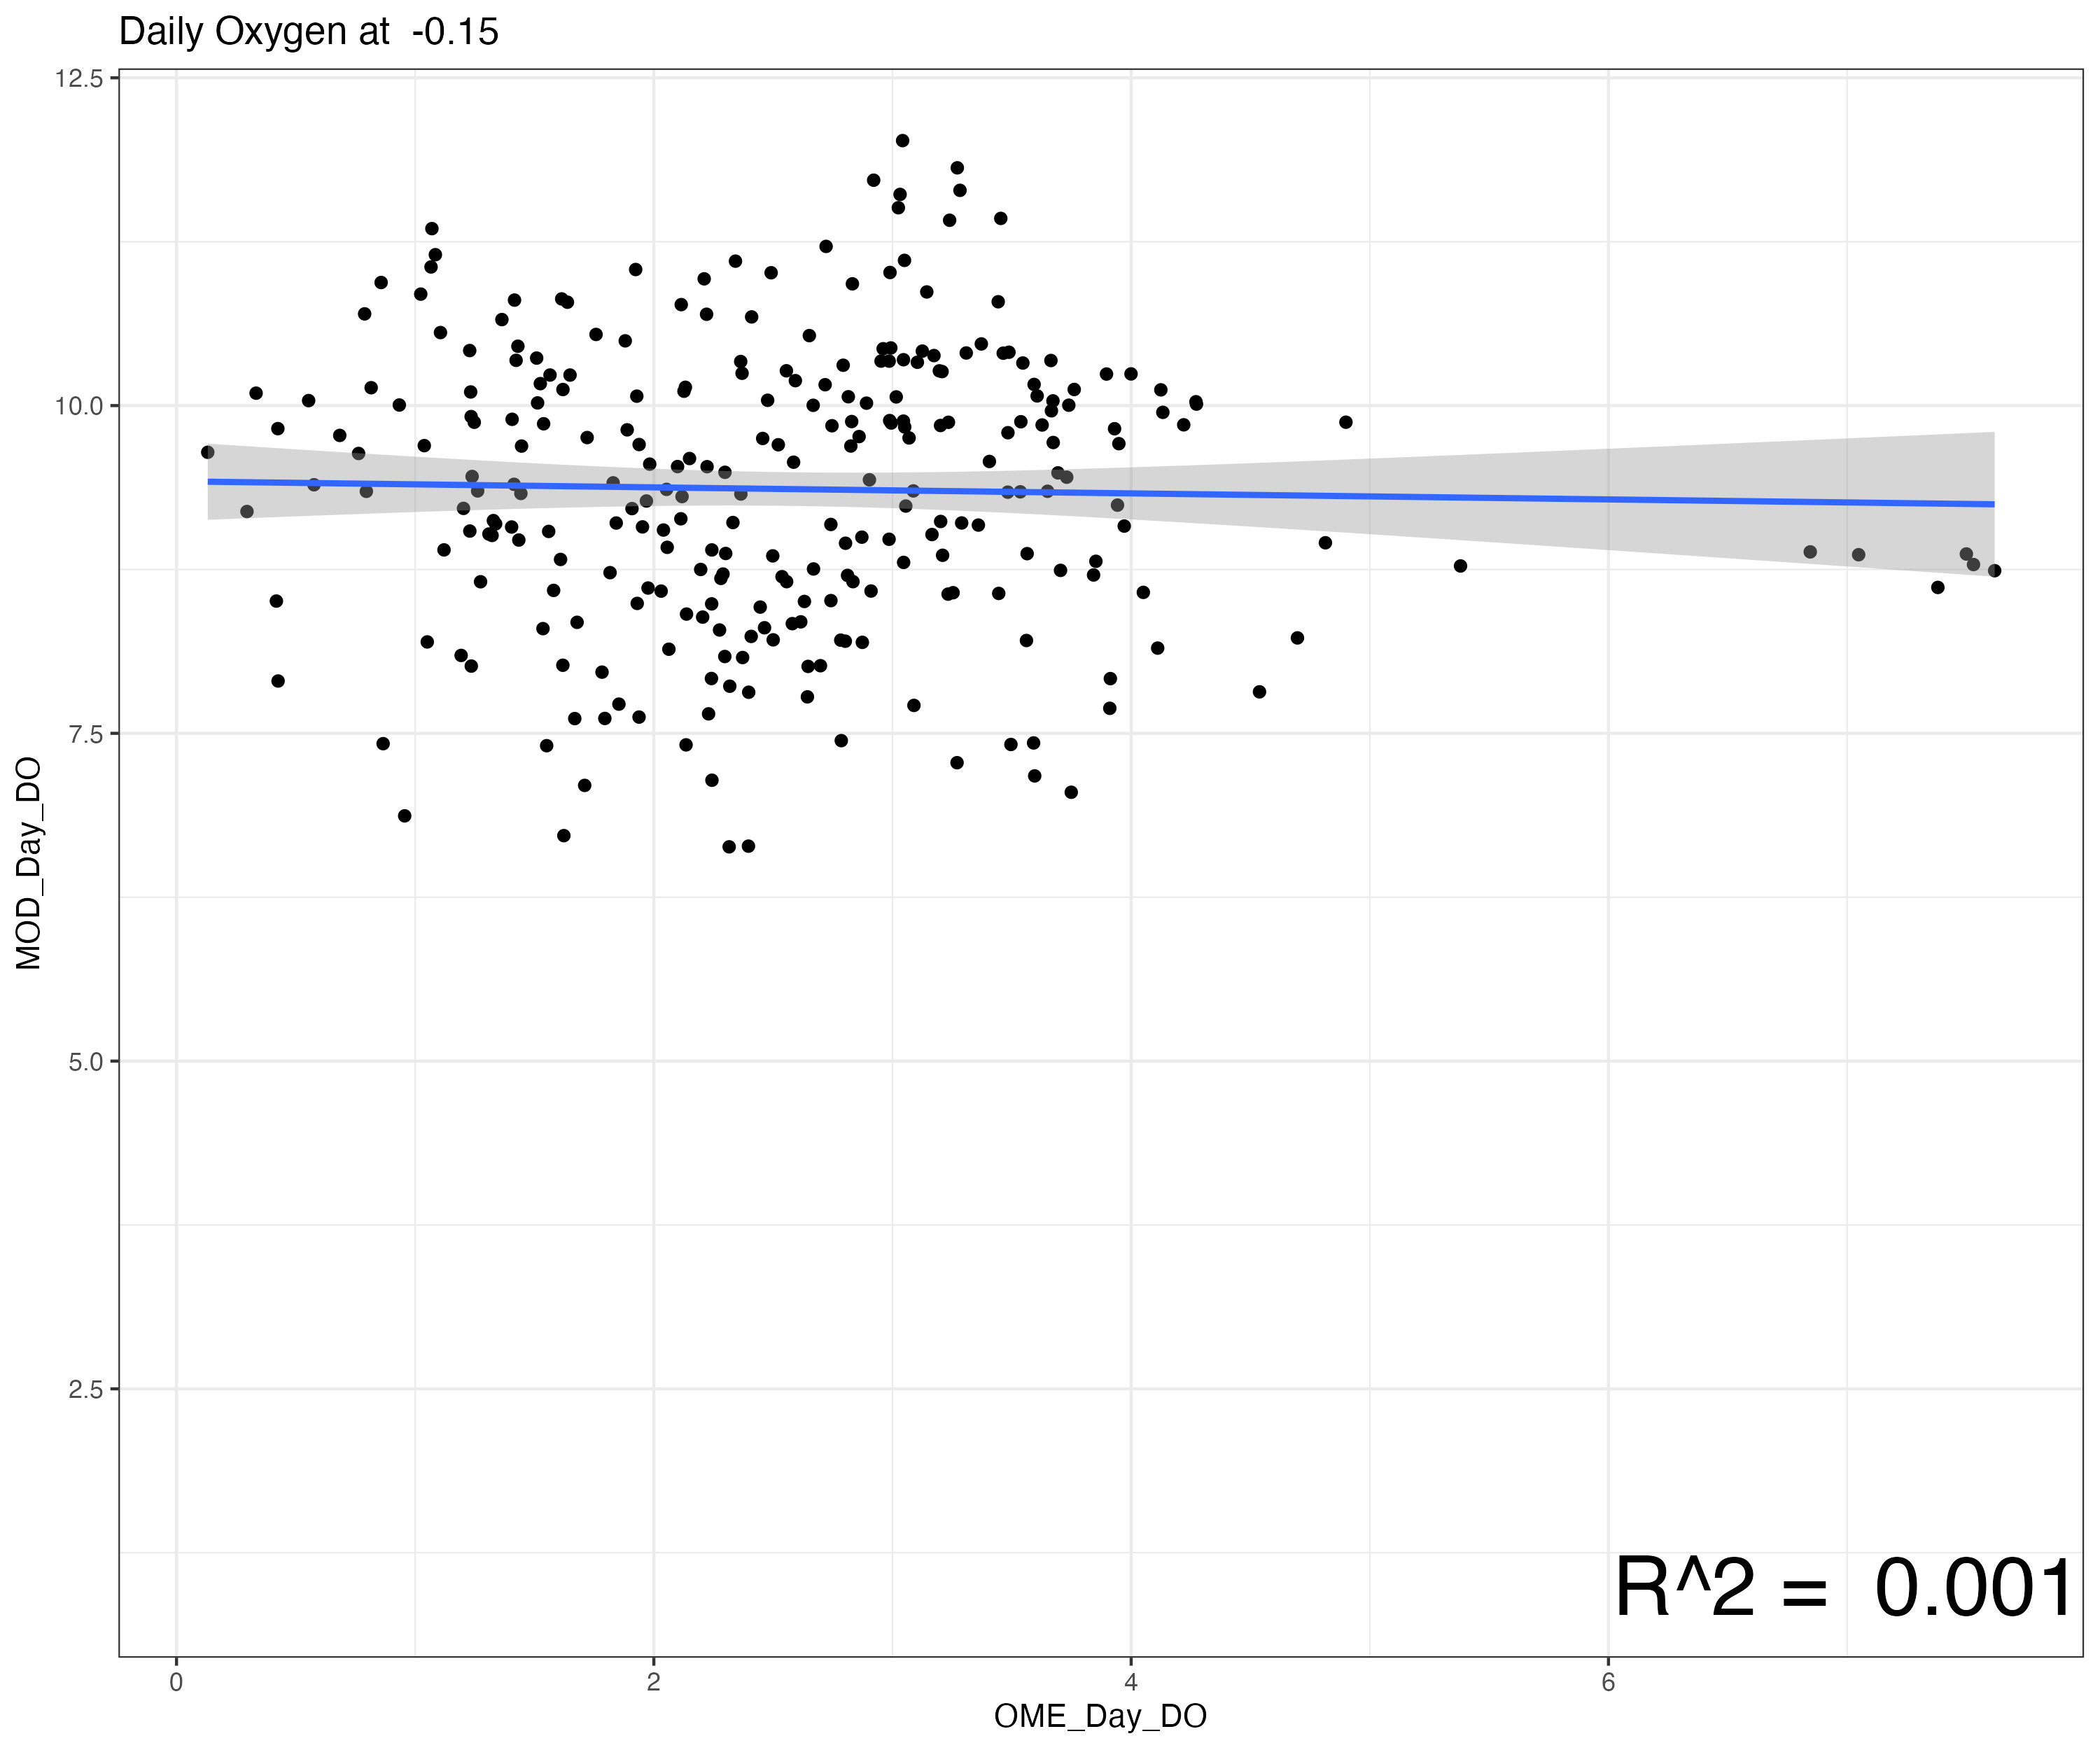 Daily Oxygen at  -0.15
12.5
10.0
7.5
5.0
2.5
MOD_Day_DO
R^2 =  0.001
0 2 4 6
OME_Day_DO